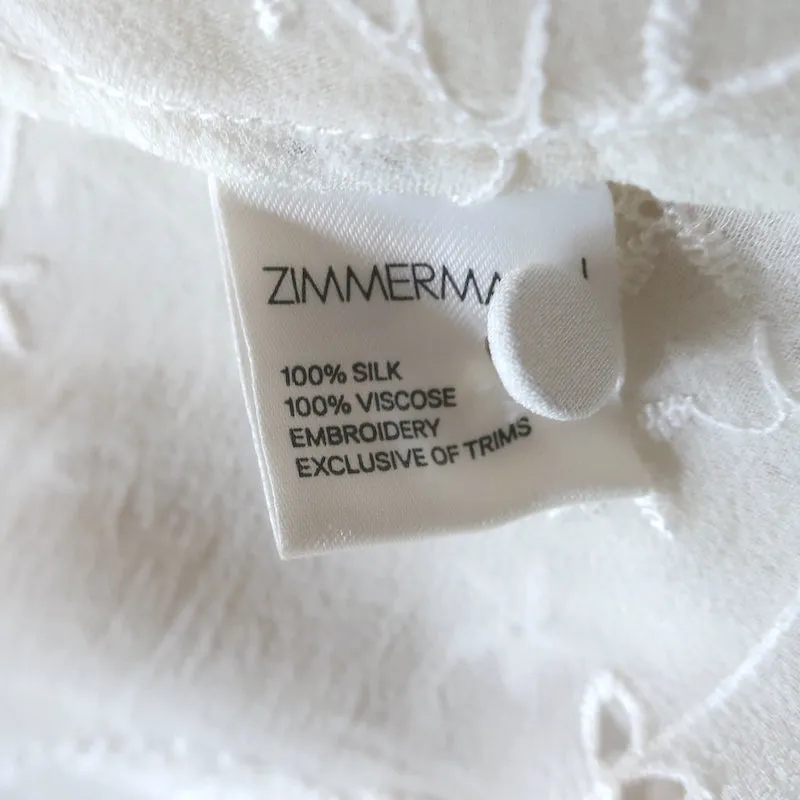 ZIMMERMA
100% SILK
100% VISCOSE
EMBROIDERY
EXCLUSIVE OF TRIMS